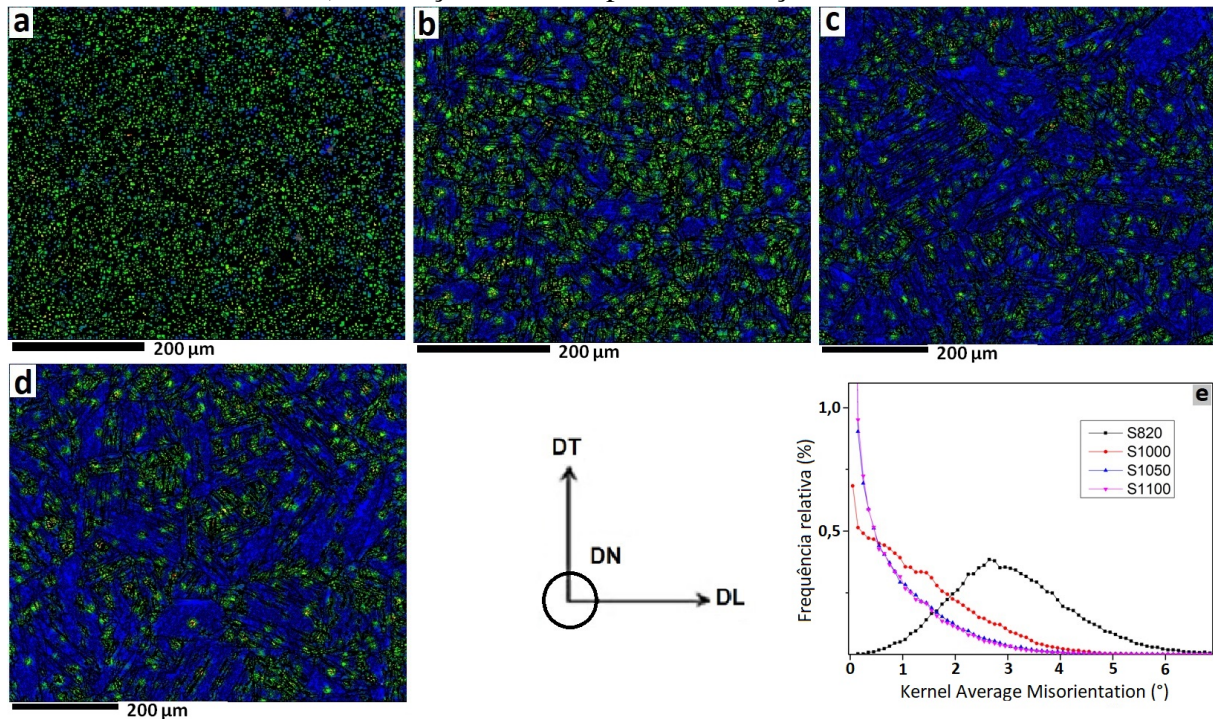 a
b
c
200 µm
200 µm
200 µm
d
200 µm
DT
DN
DL
e
1,0
0,5
Frequência relativa (%)
S820
S1000
S1050
S1100
0 1 2 3 4 5 6
Kernel Average Misorientation (°)